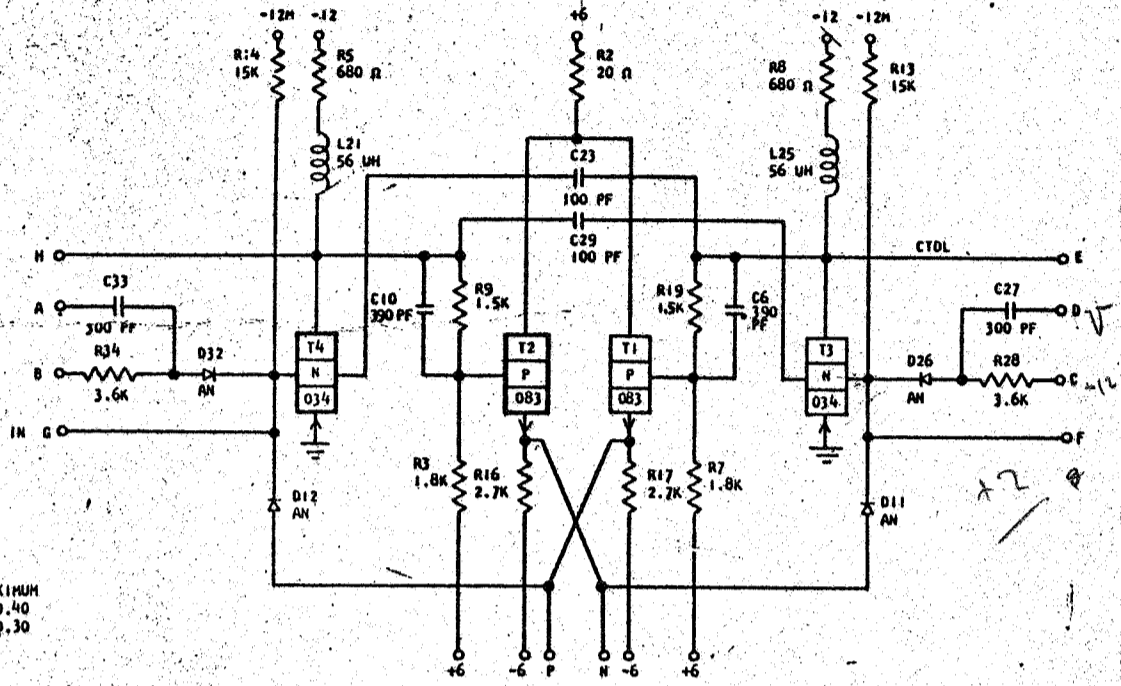 -12M
-12
+6
-12
-12M
R14
15K
R5
680 Ω
R2
20 Ω
R8
680 Ω
R13
15K
L21
56 UH
C23
100 PF
L25
56 UH
C29
100 PF
H
CTDL
E
C33
300 PF
A
C10
390 PF
R9
1.5K
R19
1.5K
C6
390 PF
C27
300 PF
D
R34
3.6K
B
D32
AN
T4
N
034
T2
P
083
T1
P
083
T3
N
034
D26
AN
R28
3.6K
C
-12
IN G
F
R3
1.8K
R16
2.7K
R17
2.7K
R7
1.8K
D12
AN
D11
AN
+2
+6
-6
P
N
-6
+6